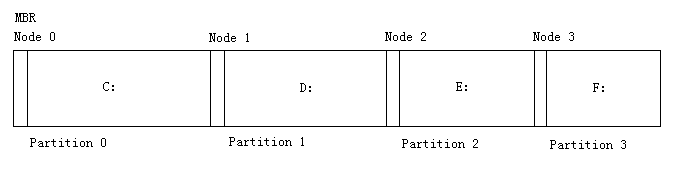 MBR
Node 0 Node 1 Node 2 Node 3
C: D: E: F:
Partition 0 Partition 1 Partition 2 Partition 3